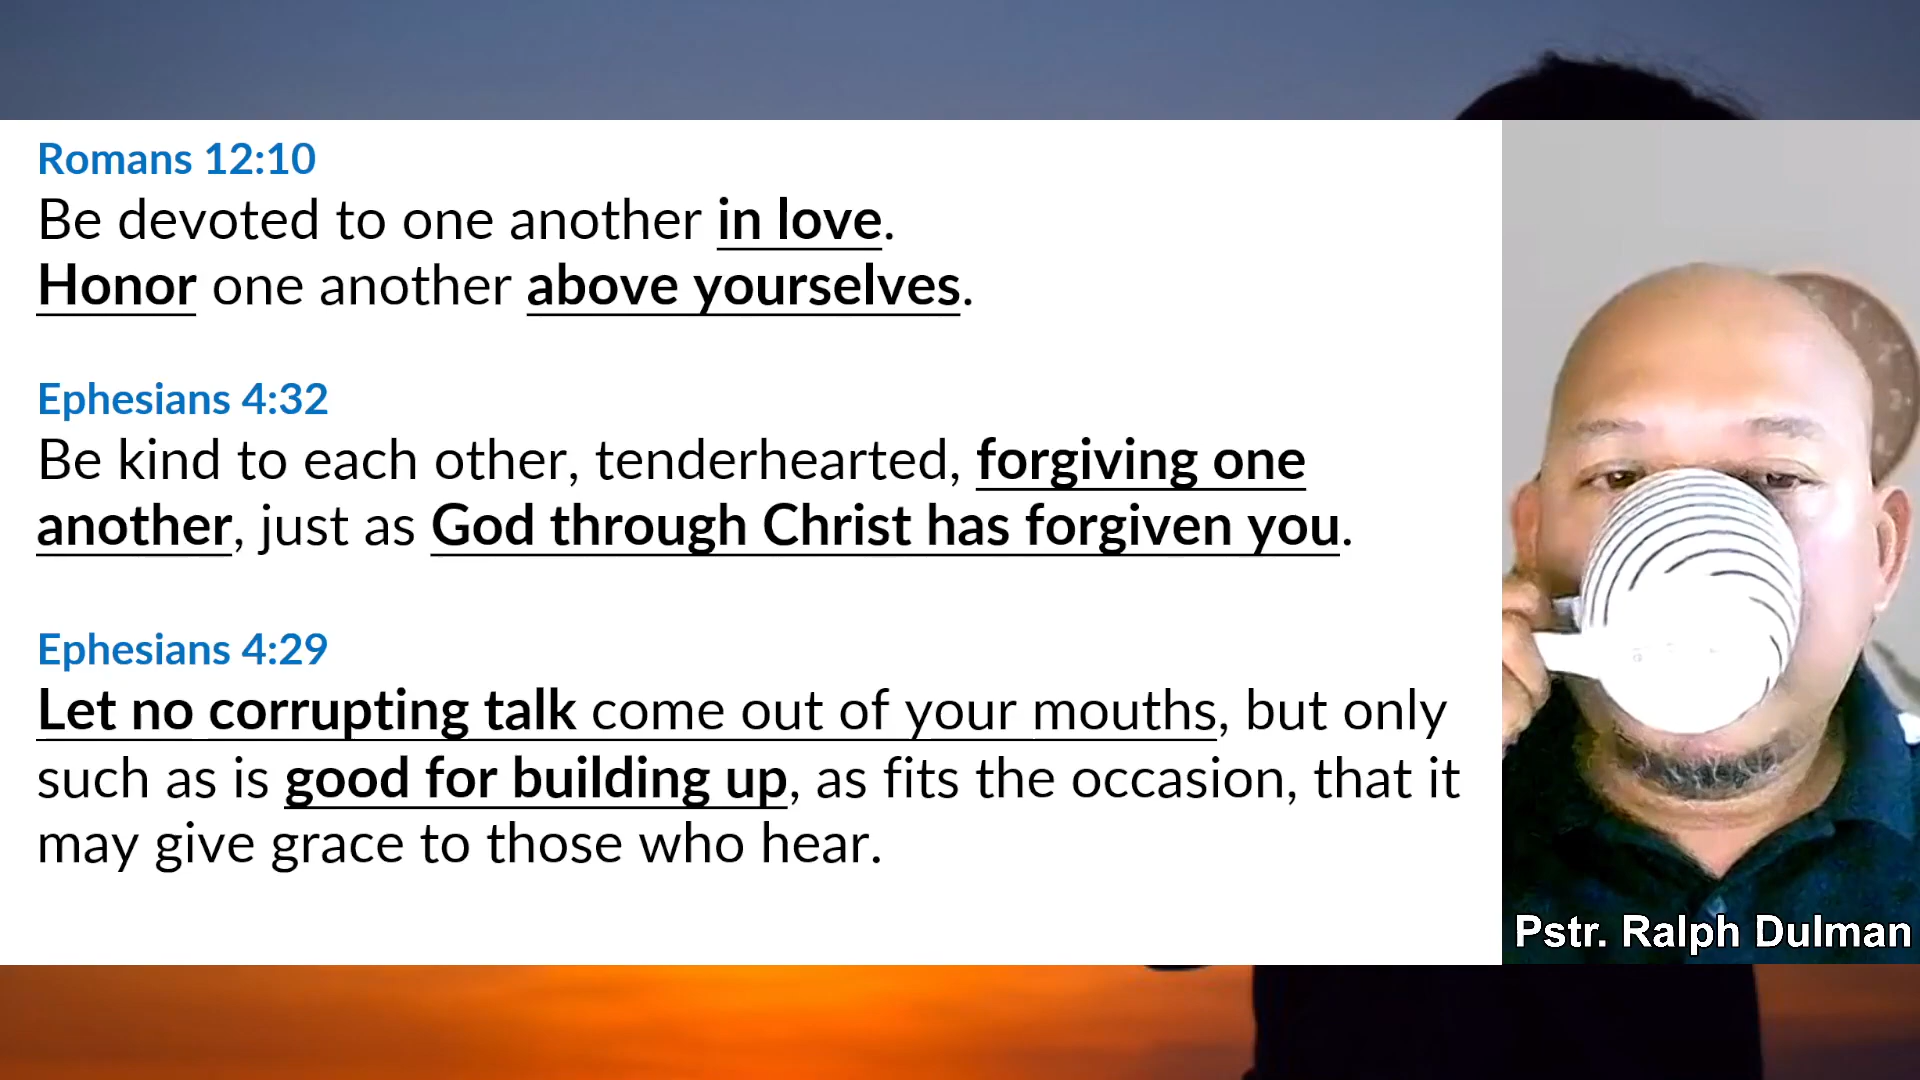 Romans 12:10
Be devoted to one another in love.
Honor one another above yourselves.
Ephesians 4:32
Be kind to each other, tenderhearted, forgiving one
another, just as God through Christ has forgiven you.
Ephesians 4:29
Let no corrupting talk come out of your mouths, but only
such as is good for building up, as fits the occasion, that it
may give grace to those who hear.
Pstr. Ralph Dulman